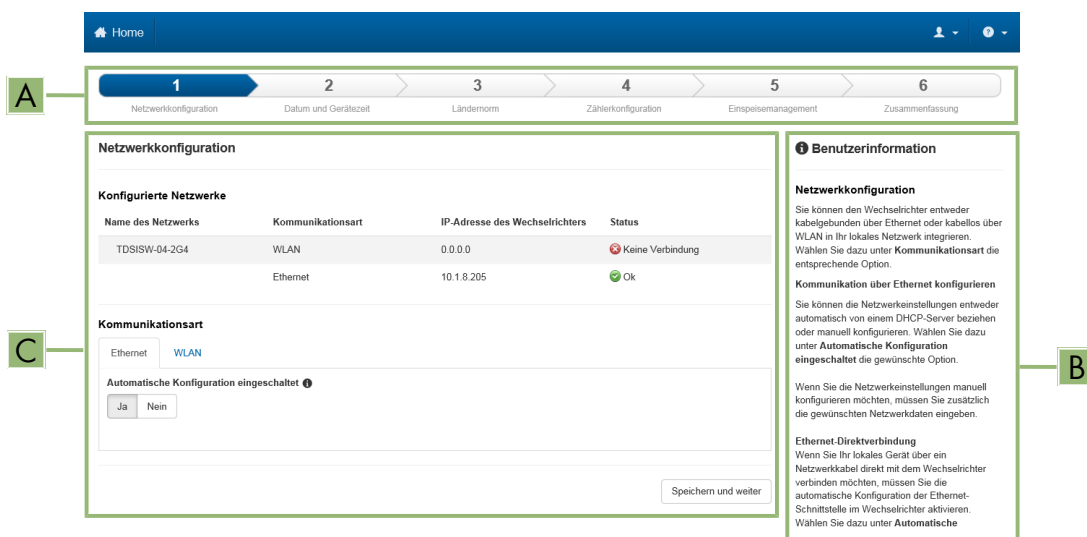 Home
A
1 2 3 4 5 6
Netzwerkkonfiguration Datum und Gerätezeit Ländernorm Zählerkonfiguration Einspeisemanagement Zusammenfassung
C
Netzwerkkonfiguration
Konfigurierte Netzwerke
Name des Netzwerks Kommunikationsart IP-Adresse des Wechselrichters Status
TDSISW-04-2G4 WLAN 0.0.0.0 Keine Verbindung
Ethernet 10.1.8.205 Ok
Kommunikationsart
Ethernet WLAN
Automatische Konfiguration eingeschaltet
Ja Nein
Speichern und weiter
B
Benutzerinformation
Netzwerkkonfiguration
Sie können den Wechselrichter entweder
kabelgebunden über Ethernet oder kabellos über
WLAN in Ihr lokales Netzwerk integrieren.
Wählen Sie dazu unter Kommunikationsart die
entsprechende Option.
Kommunikation über Ethernet konfigurieren
Sie können die Netzwerkeinstellungen entweder
automatisch von einem DHCP-Server beziehen
oder manuell konfigurieren. Wählen Sie dazu
unter Automatische Konfiguration
eingeschaltet die gewünschte Option.
Wenn Sie die Netzwerkeinstellungen manuell
konfigurieren möchten, müssen Sie zusätzlich
die gewünschten Netzwerkdaten eingeben.
Ethernet-Direktverbindung
Wenn Sie Ihr lokales Gerät über ein
Netzwerkkabel direkt mit dem Wechselrichter
verbinden möchten, müssen Sie die
automatische Konfiguration der Ethernet-
Schnittstelle im Wechselrichter aktivieren.
Wählen Sie dazu unter Automatische